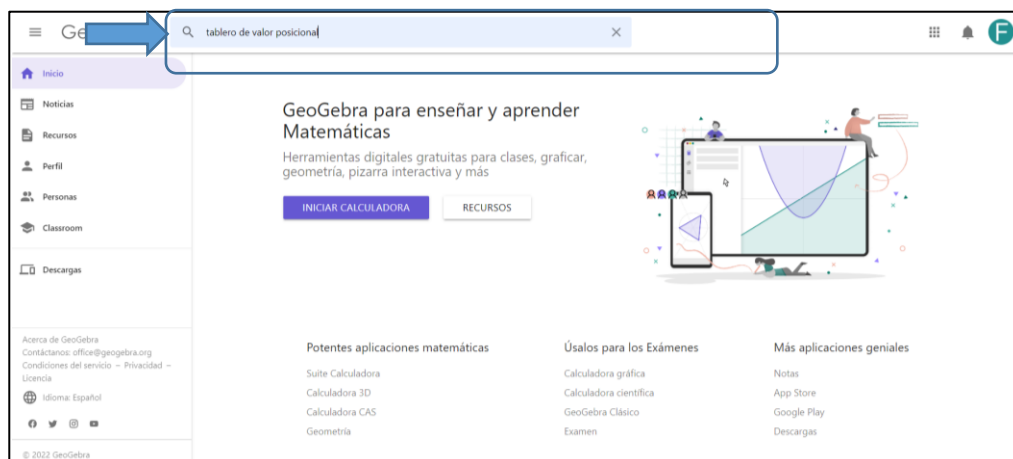 Ge
tablero de valor posicional
F
Inicio
Noticias
Recursos
Perfil
Personas
Classroom
Descargas
GeoGebra para enseñar y aprender
Matemáticas
Herramientas digitales gratuitas para clases, graficar,
geometría, pizarra interactiva y más
INICIAR CALCULADORA
RECURSOS
Acerca de GeoGebra
Contáctanos: office@geogebra.org
Condiciones del servicio – Privacidad –
Licencia
Idioma: Español
© 2022 GeoGebra
Potentes aplicaciones matemáticas
Suite Calculadora
Calculadora 3D
Calculadora CAS
Geometría
Úsalos para los Exámenes
Calculadora gráfica
Calculadora científica
GeoGebra Clásico
Examen
Más aplicaciones geniales
Notas
App Store
Google Play
Descargas